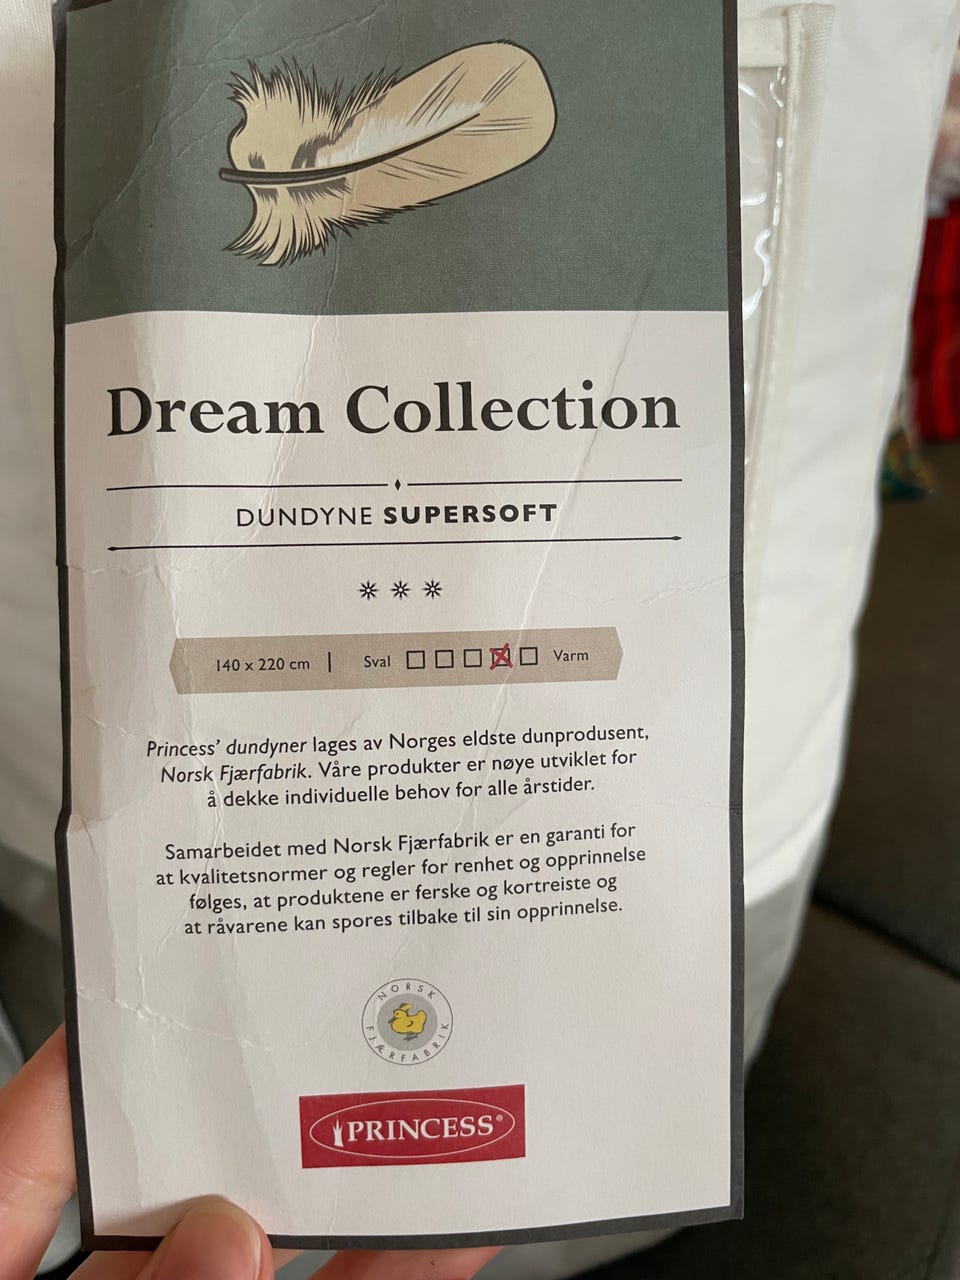 Dream Collection
DUNDYNE SUPERSOFT
140 x 220 cm | Sval Varm
Princess' dundyner lages av Norges eldste dunprodusent,
Norsk Fjærfabrik. Våre produkter er nøye utviklet for
å dekke individuelle behov for alle årstider.
Samarbeidet med Norsk Fjærfabrik er en garanti for
at kvalitetsnormer og regler for renhet og opprinnelse
følges, at produktene er ferske og kortreiste og
at råvarene kan spores tilbake til sin opprinnelse.
NORSK
FJÆRFABRIK
PRINCESS®